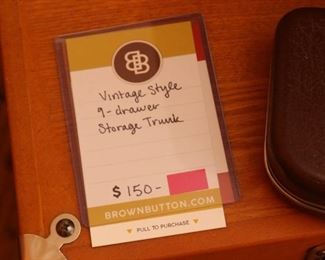 BB
Vintage Style
9-drawer
Storage Trunk
$ 150-
BROWNBUTTON.COM
PULL TO PURCHASE